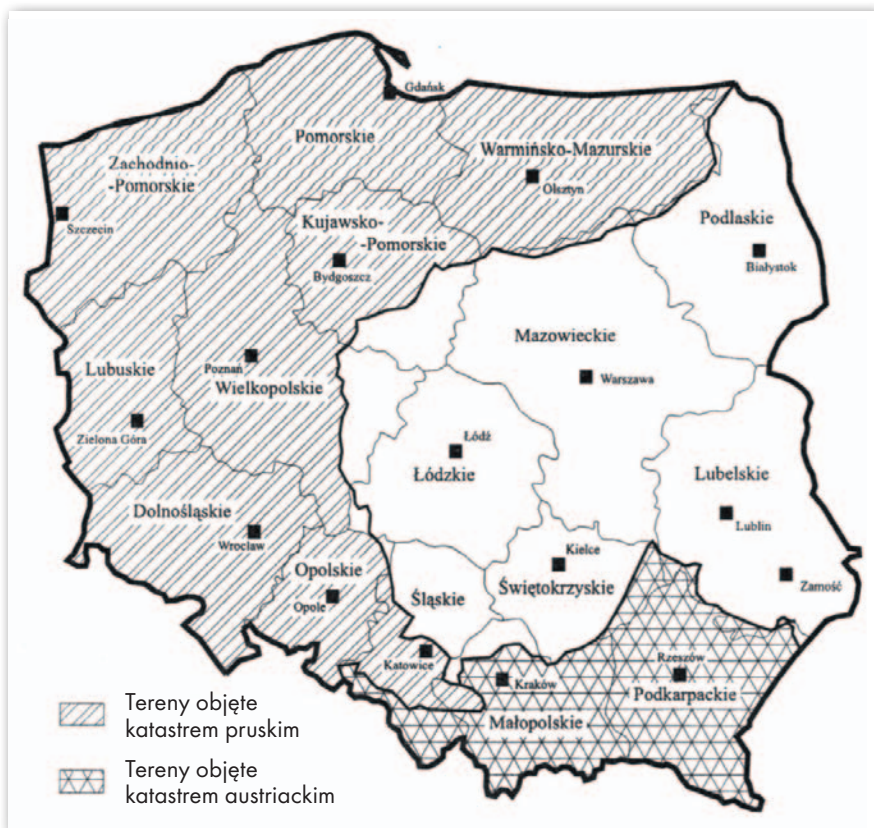 Gdańsk
Pomorskie
Zachodnio-
-Pomorskie
Warmińsko-Mazurskie
Olsztyn
Szczecin
Kujawsko-
-Pomorskie
Bydgoszcz
Podlaskie
Białystok
Mazowieckie
Warszawa
Lubuskie
Poznań
Wielkopolskie
Zielona Góra
Łódź
Łódzkie
Lubelskie
Lublin
Dolnośląskie
Wrocław
Opolskie
Opole
Śląskie
Kielce
Świętokrzyskie
Zamość
Katowice
Kraków
Małopolskie
Rzeszów
Podkarpackie
Tereny objęte
katastrem pruskim
Tereny objęte
katastrem austriackim